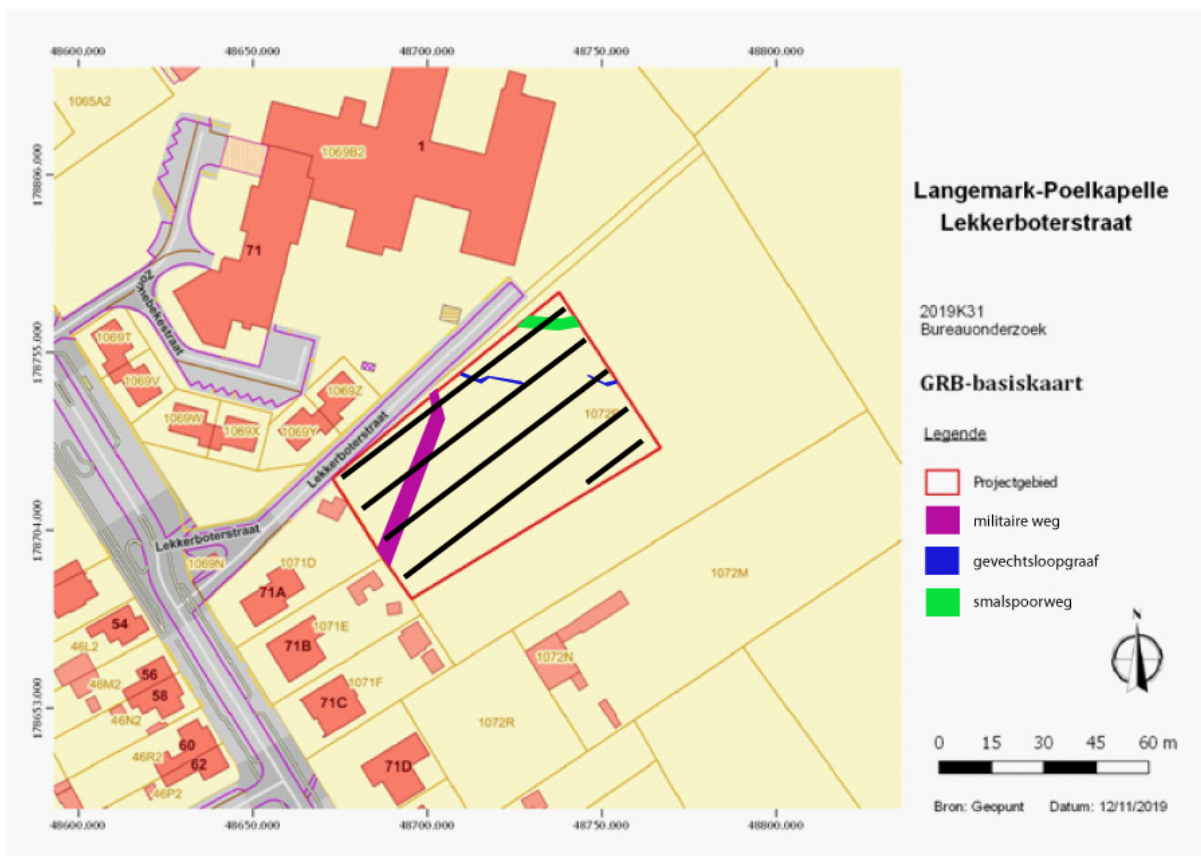 48600,000 48650,000 48700,000 48750,000 48800,000
178806,000
178755,000
178704,000
178653,000
1065A2
1069B2
1
71
1069T
1069V
1069W
1069X
1069Y
1069Z
Lekkerboterstraat
Lekkerboterstraat
1069N
1071D
71A
1071E
71B
1071F
71C
71D
1072M
1072N
1072R
54
46L2
56
46M2
58
46N2
60
46R2
62
46P2
48600,000 48650,000 48700,000 48750,000 48800,000
Langemark-Poelkapelle
Lekkerboterstraat
2019K31
Bureauonderzoek
GRB-basiskaart
Legende
Projectgebied
militaire weg
gevechtsloopgraaf
smalspoorweg
N
0 15 30 45 60 m
Bron: Geopunt Datum: 12/11/2019